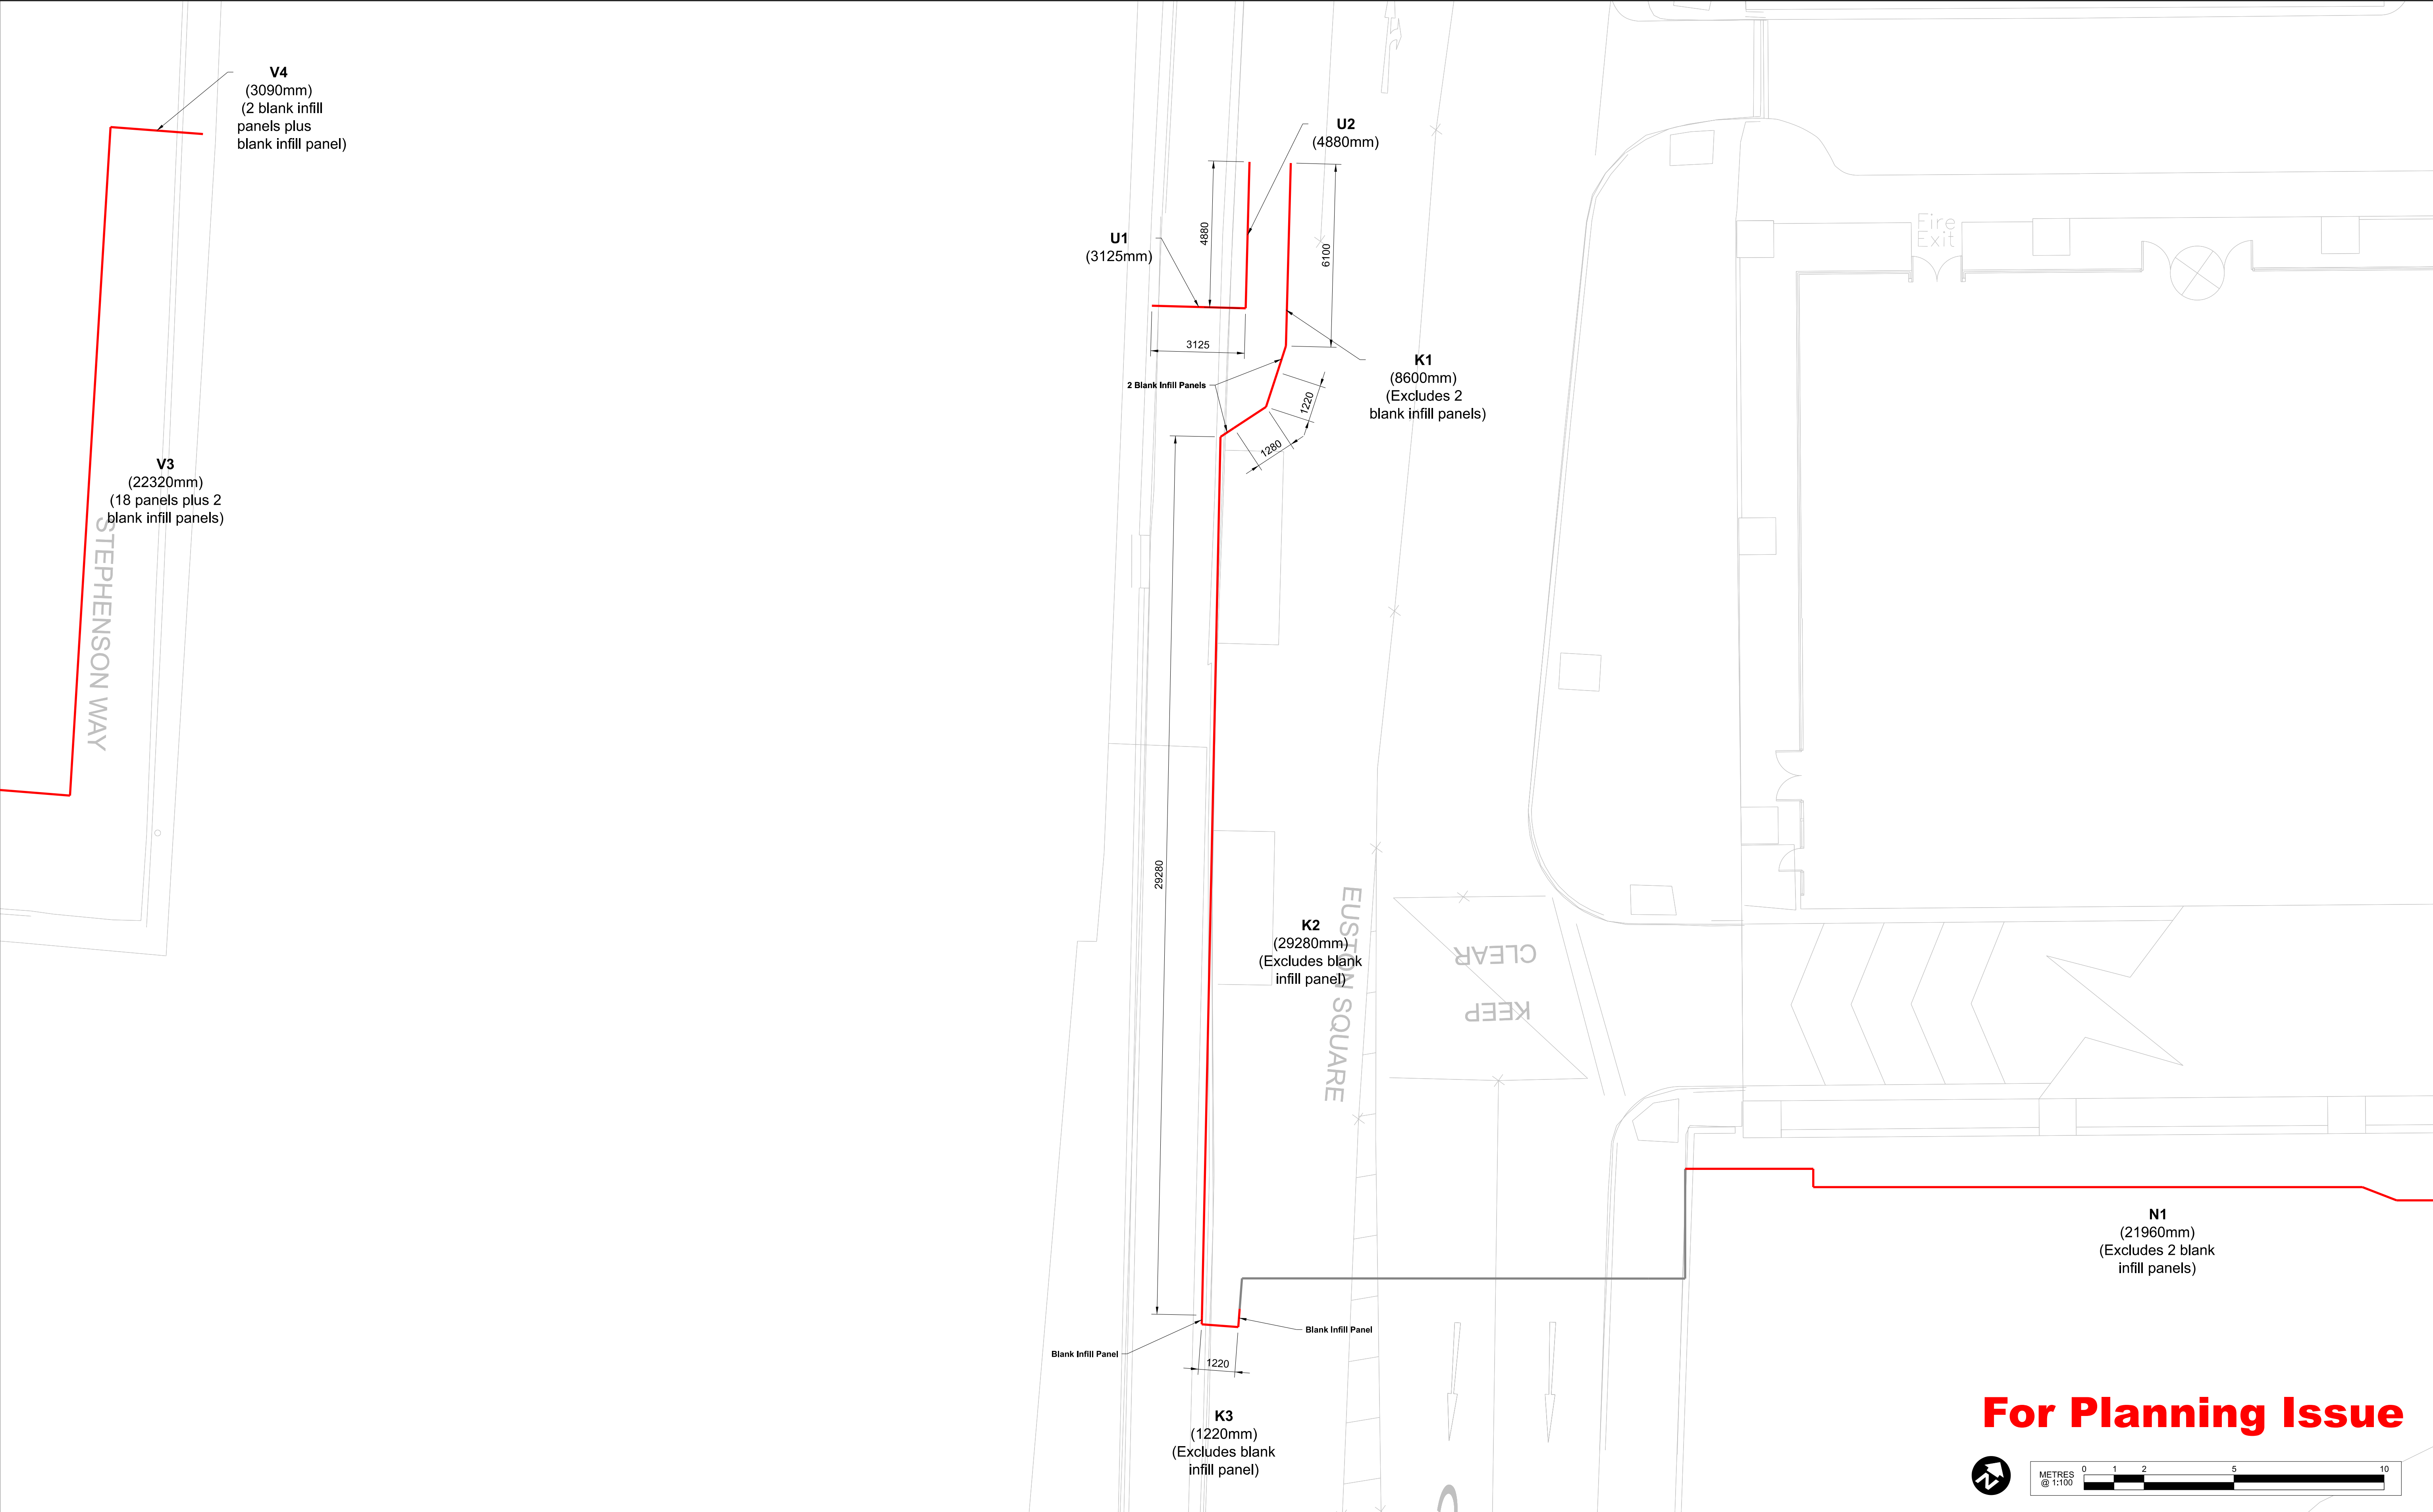 V4
(3090mm)
(2 blank infill
panels plus
blank infill panel)
U2
(4880mm)
4880
6100
U1
(3125mm)
3125
Fire
Exit
K1
(8600mm)
(Excludes 2
blank infill panels)
2 Blank Infill Panels
1220
1280
V3
(22320mm)
(18 panels plus 2
blank infill panels)
STEPHENSON WAY
29280
K2
(29280mm)
(Excludes blank
infill panel)
EUSTON SQUARE
KEEP
CLEAR
N1
(21960mm)
(Excludes 2 blank
infill panels)
Blank Infill Panel
Blank Infill Panel
1220
K3
(1220mm)
(Excludes blank
infill panel)
For Planning Issue
N
METRES
@ 1:100
0 1 2 5 10